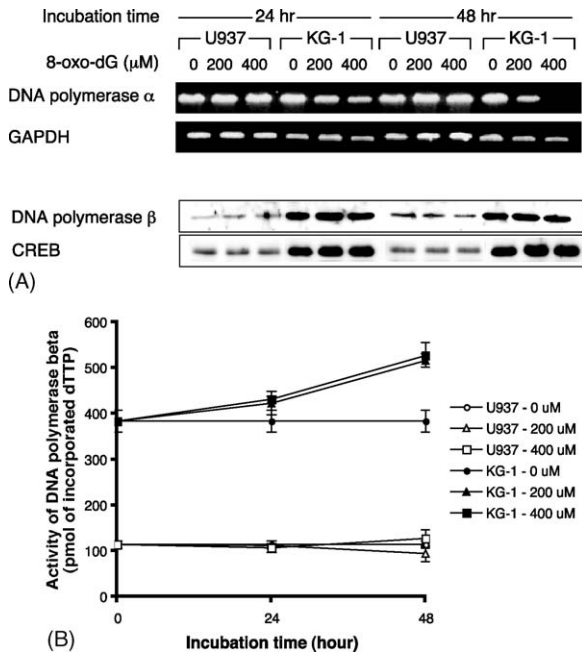 Incubation time 24 hr 48 hr
U937 KG-1 U937 KG-1
8-oxo-dG (μM) 0 200 400 0 200 400 0 200 400 0 200 400
DNA polymerase α
GAPDH
DNA polymerase β
CREB
(A)
Activity of DNA polymerase beta
(pmol of incorporated dTTP)
600
500
400
300
200
100
0
0 24 48
Incubation time (hour)
U937 - 0 uM
U937 - 200 uM
U937 - 400 uM
KG-1 - 0 uM
KG-1 - 200 uM
KG-1 - 400 uM
(B)